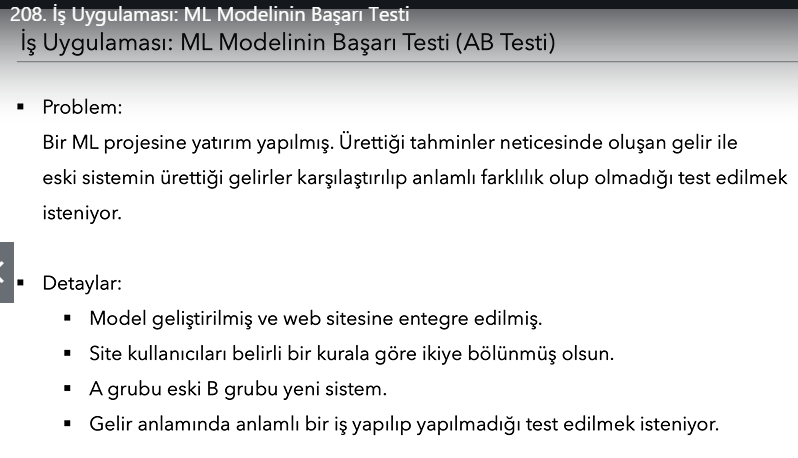 208. İş Uygulaması: ML Modelinin Başarı Testi
İş Uygulaması: ML Modelinin Başarı Testi (AB Testi)
▪ Problem:
Bir ML projesine yatırım yapılmış. Ürettiği tahminler neticesinde oluşan gelir ile
eski sistemin ürettiği gelirler karşılaştırılıp anlamlı farklılık olup olmadığı test edilmek
isteniyor.
▪ Detaylar:
▪ Model geliştirilmiş ve web sitesine entegre edilmiş.
▪ Site kullanıcıları belirli bir kurala göre ikiye bölünmüş olsun.
▪ A grubu eski B grubu yeni sistem.
▪ Gelir anlamında anlamlı bir iş yapılıp yapılmadığı test edilmek isteniyor.